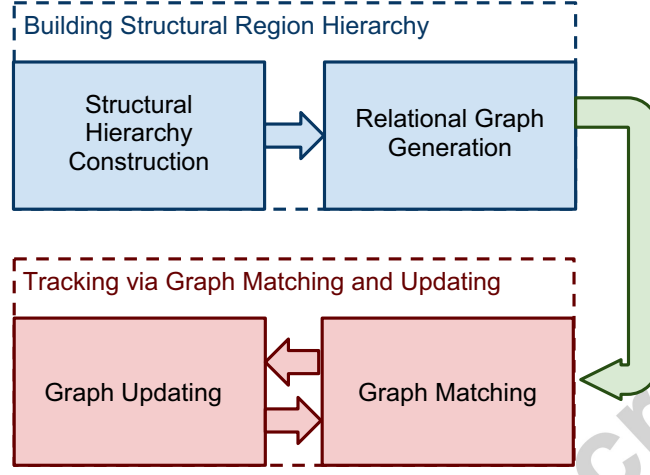 Building Structural Region Hierarchy
Structural
Hierarchy
Construction
Relational Graph
Generation
Tracking via Graph Matching and Updating
Graph Updating
Graph Matching